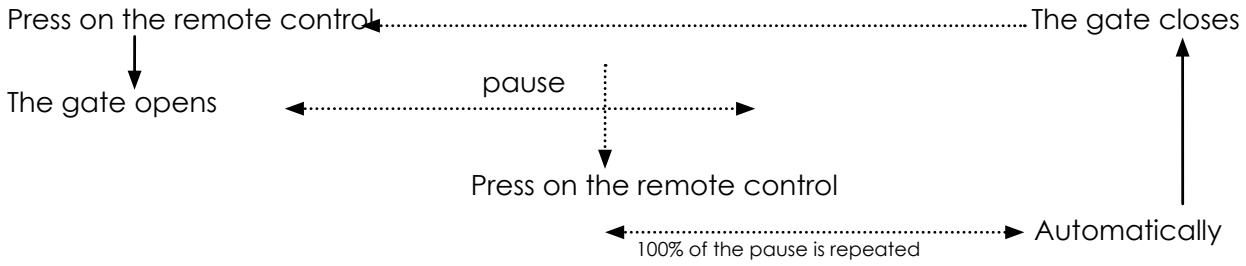 Press on the remote control
The gate closes
The gate opens
pause
Press on the remote control
Automatically
100% of the pause is repeated